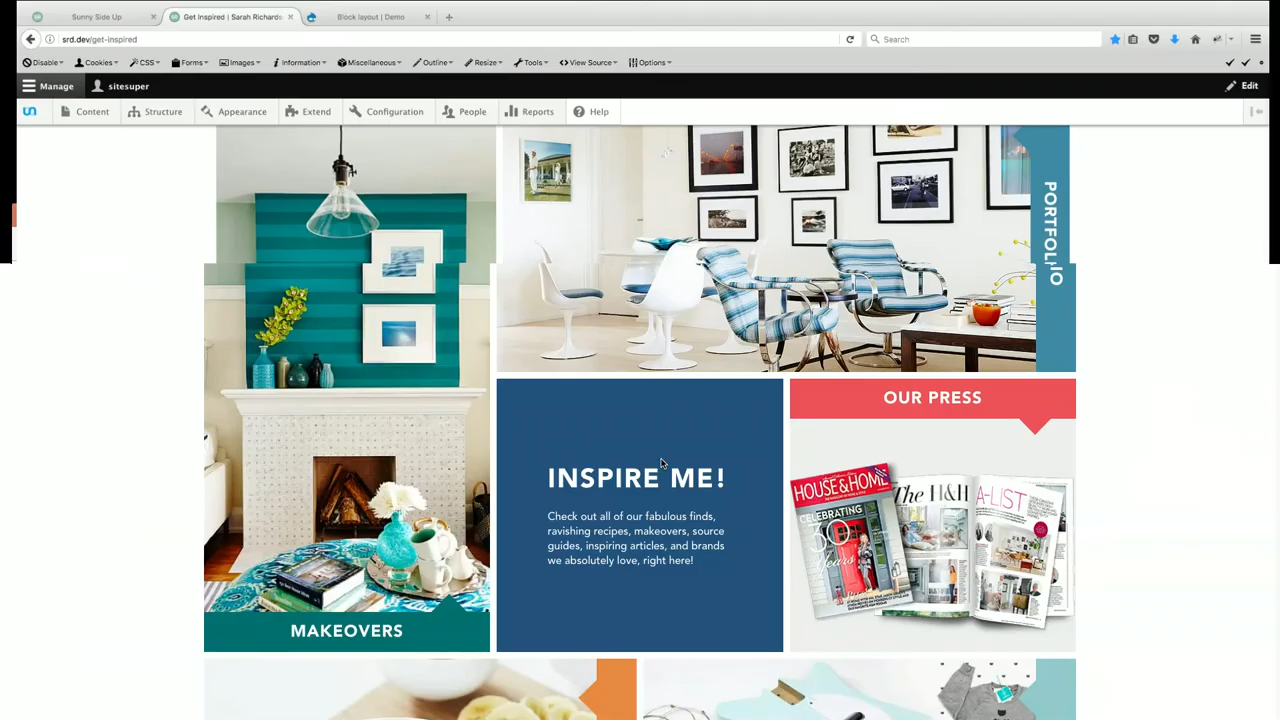 Sunny Side Up
Get Inspired | Sarah Richards
Block layout | Demo
srd.dev/get-inspired
Search
Disable
Cookies
CSS
Forms
Images
Information
Miscellaneous
Outline
Resize
Tools
View Source
Options
Manage
sitesuper
Edit
Content
Structure
Appearance
Extend
Configuration
People
Reports
Help
PORTFOLIO
INSPIRE ME!
Check out all of our fabulous finds,
ravishing recipes, makeovers, source
guides, inspiring articles, and brands
we absolutely love, right here!
OUR PRESS
HOUSE&HOME
CELEBRATING
30
Years
The H&H
A-LIST
MAKEOVERS